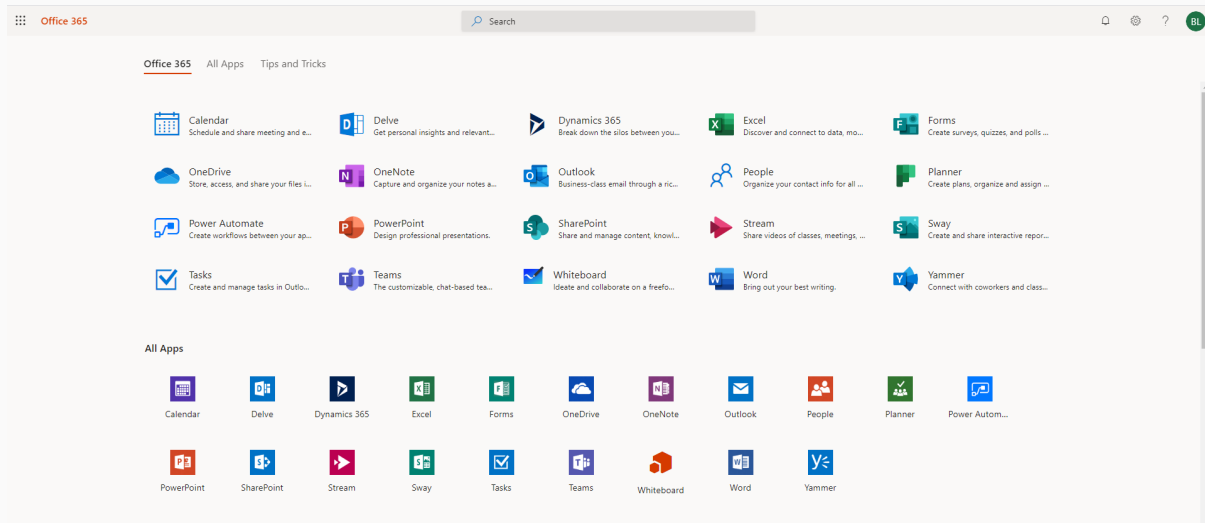 Office 365
Search
BL
Office 365 All Apps Tips and Tricks
Calendar
Schedule and share meeting and e...
Delve
Get personal insights and relevant...
Dynamics 365
Break down the silos between you...
Excel
Discover and connect to data, mo...
Forms
Create surveys, quizzes, and polls ...
OneDrive
Store, access, and share your files i...
OneNote
Capture and organize your notes a...
Outlook
Business-class email through a ric...
People
Organize your contact info for all ...
Planner
Create plans, organize and assign ...
Power Automate
Create workflows between your ap...
PowerPoint
Design professional presentations.
SharePoint
Share and manage content, knowl...
Stream
Share videos of classes, meetings, ...
Sway
Create and share interactive repor...
Tasks
Create and manage tasks in Outlo...
Teams
The customizable, chat-based tea...
Whiteboard
Ideate and collaborate on a freefo...
Word
Bring out your best writing.
Yammer
Connect with coworkers and class...
All Apps
Calendar Delve Dynamics 365 Excel Forms OneDrive OneNote Outlook People Planner Power Autom...
PowerPoint SharePoint Stream Sway Tasks Teams Whiteboard Word Yammer